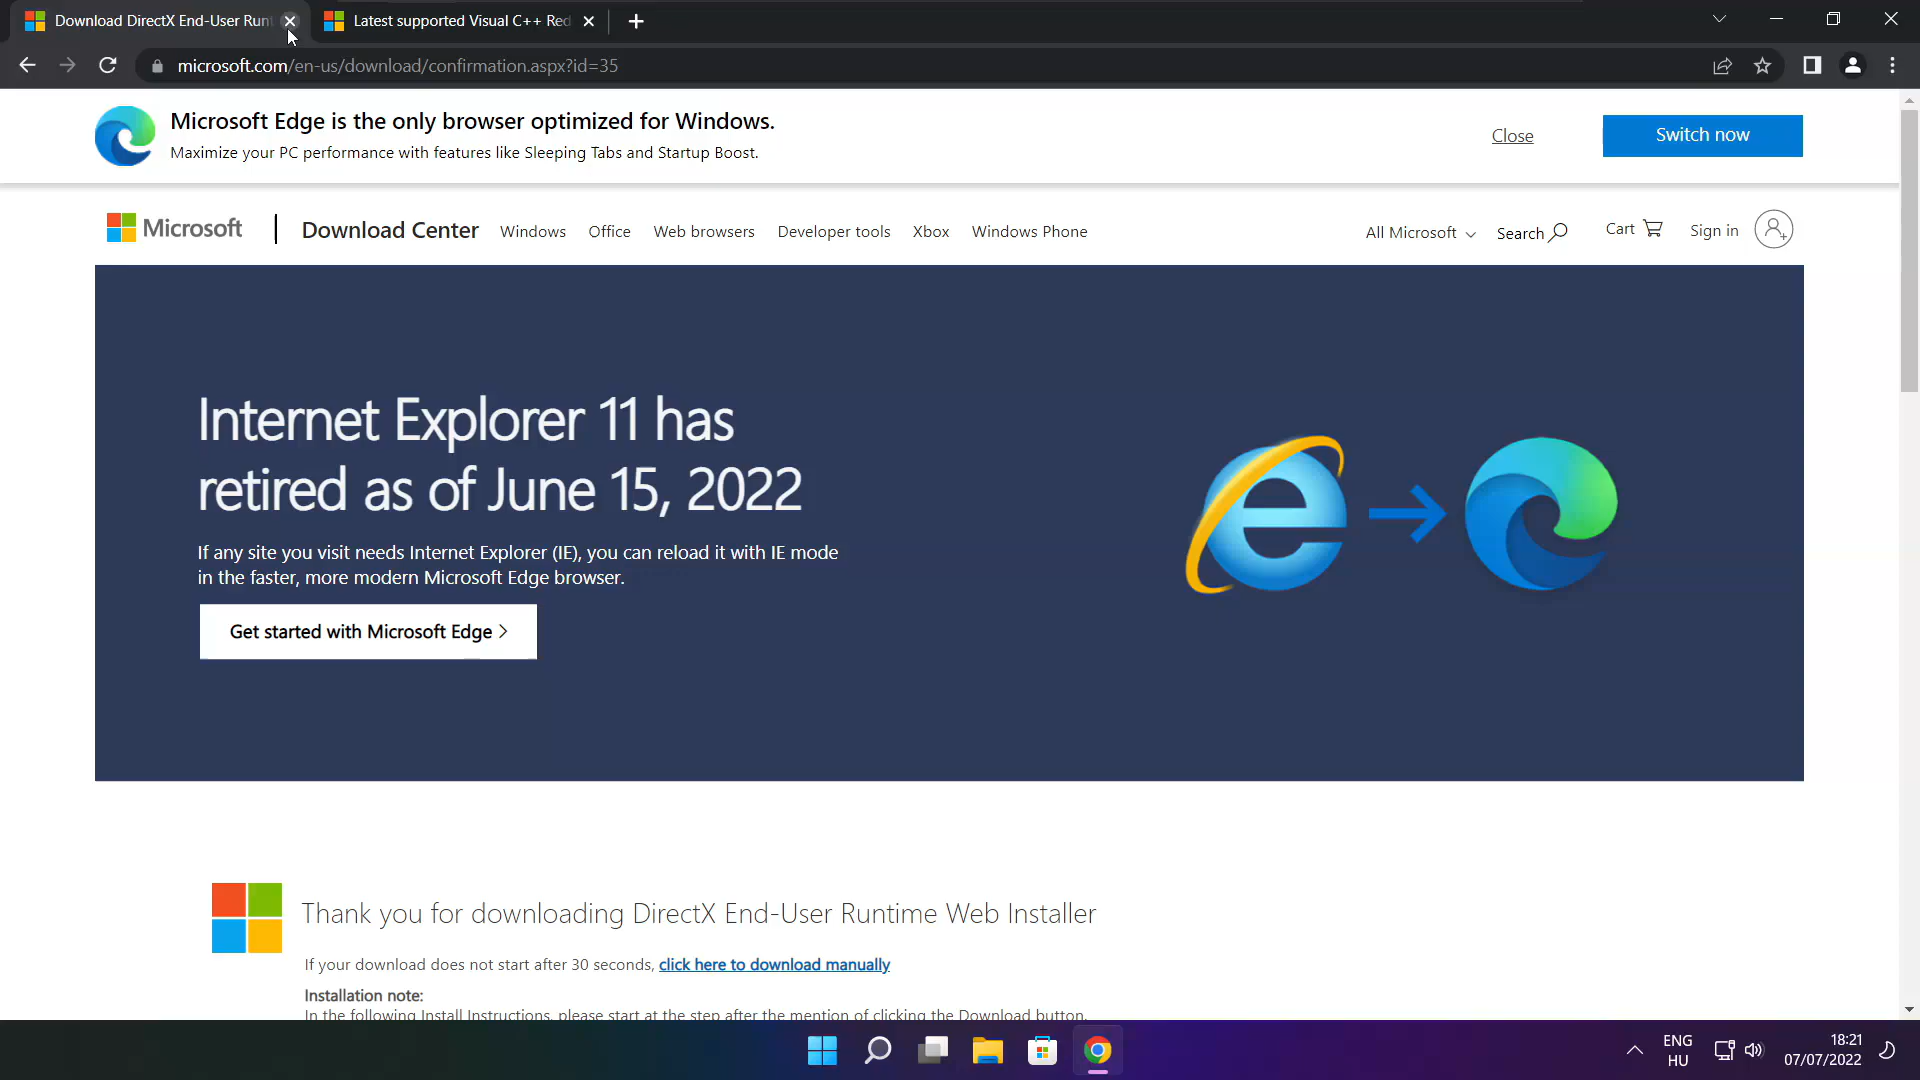 Download DirectX End-User Runt
Latest supported Visual C++ Red
microsoft.com/en-us/download/confirmation.aspx?id=35
Microsoft Edge is the only browser optimized for Windows.
Maximize your PC performance with features like Sleeping Tabs and Startup Boost.
Close
Switch now
Microsoft
Download Center
Windows
Office
Web browsers
Developer tools
Xbox
Windows Phone
All Microsoft
Search
Cart
Sign in
Internet Explorer 11 has
retired as of June 15, 2022
If any site you visit needs Internet Explorer (IE), you can reload it with IE mode
in the faster, more modern Microsoft Edge browser.
Get started with Microsoft Edge >
Thank you for downloading DirectX End-User Runtime Web Installer
If your download does not start after 30 seconds, click here to download manually
Installation note:
In the following Install Instructions, please start at the step after the mention of clicking the Download button.
ENG
HU
18:21
07/07/2022